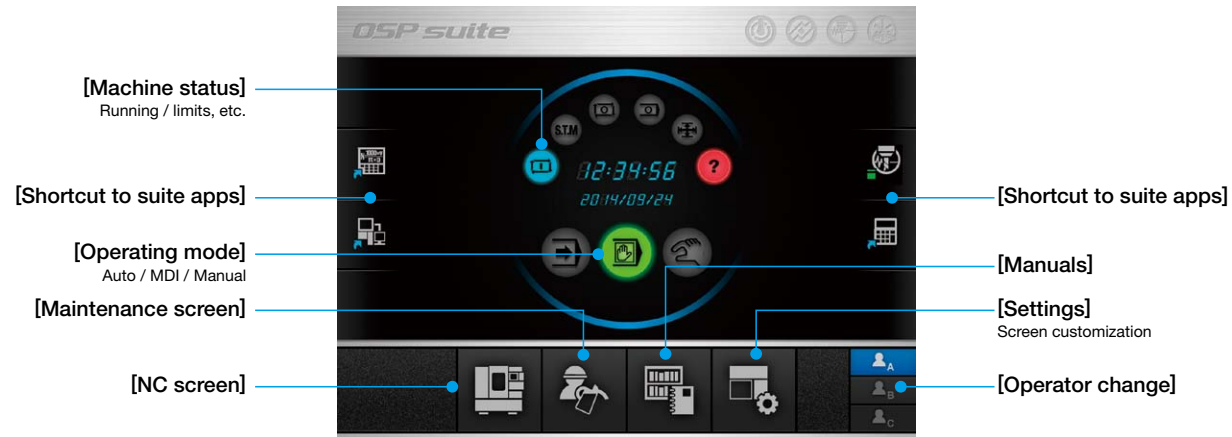 OSP suite
[Machine status]
Running / limits, etc.
S.T.M
?
12:34:56
2014/09/24
[Shortcut to suite apps]
[Shortcut to suite apps]
[Operating mode]
Auto / MDI / Manual
[Manuals]
[Maintenance screen]
[Settings]
Screen customization
[NC screen]
[Operator change]
A
B
C